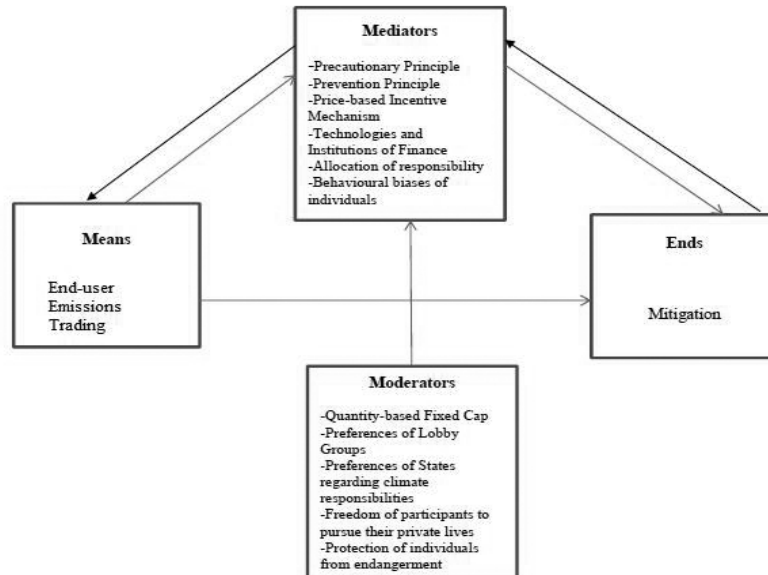 Mediators
-Precautionary Principle
-Prevention Principle
-Price-based Incentive
Mechanism
-Technologies and
Institutions of Finance
-Allocation of responsibility
-Behavioural biases of
individuals
Means
End-user
Emissions
Trading
Ends
Mitigation
Moderators
-Quantity-based Fixed Cap
-Preferences of Lobby
Groups
-Preferences of States
regarding climate
responsibilities
-Freedom of participants to
pursue their private lives
-Protection of individuals
from endangerment